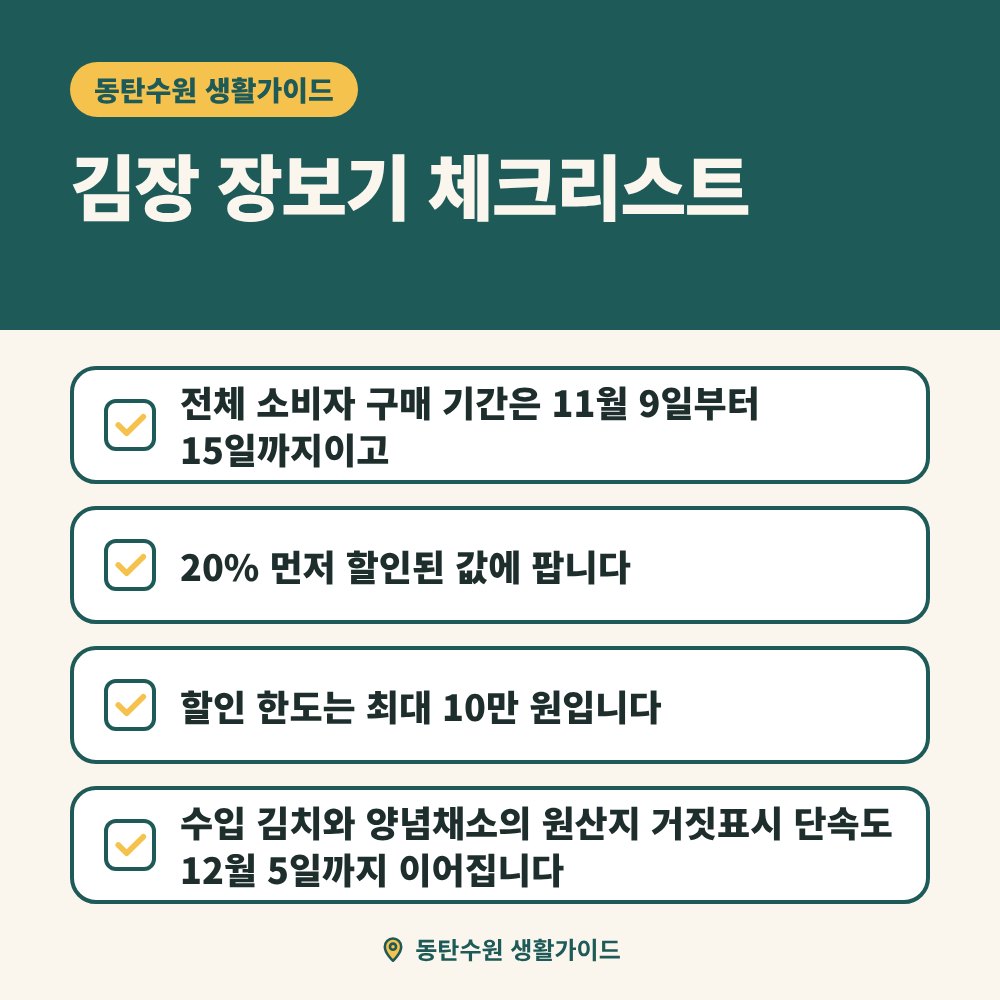 동탄수원 생활가이드
김장 장보기 체크리스트
전체 소비자 구매 기간은 11월 9일부터
15일까지이고
20% 먼저 할인된 값에 팝니다
할인 한도는 최대 10만 원입니다
수입 김치와 양념채소의 원산지 거짓표시 단속도
12월 5일까지 이어집니다
동탄수원 생활가이드